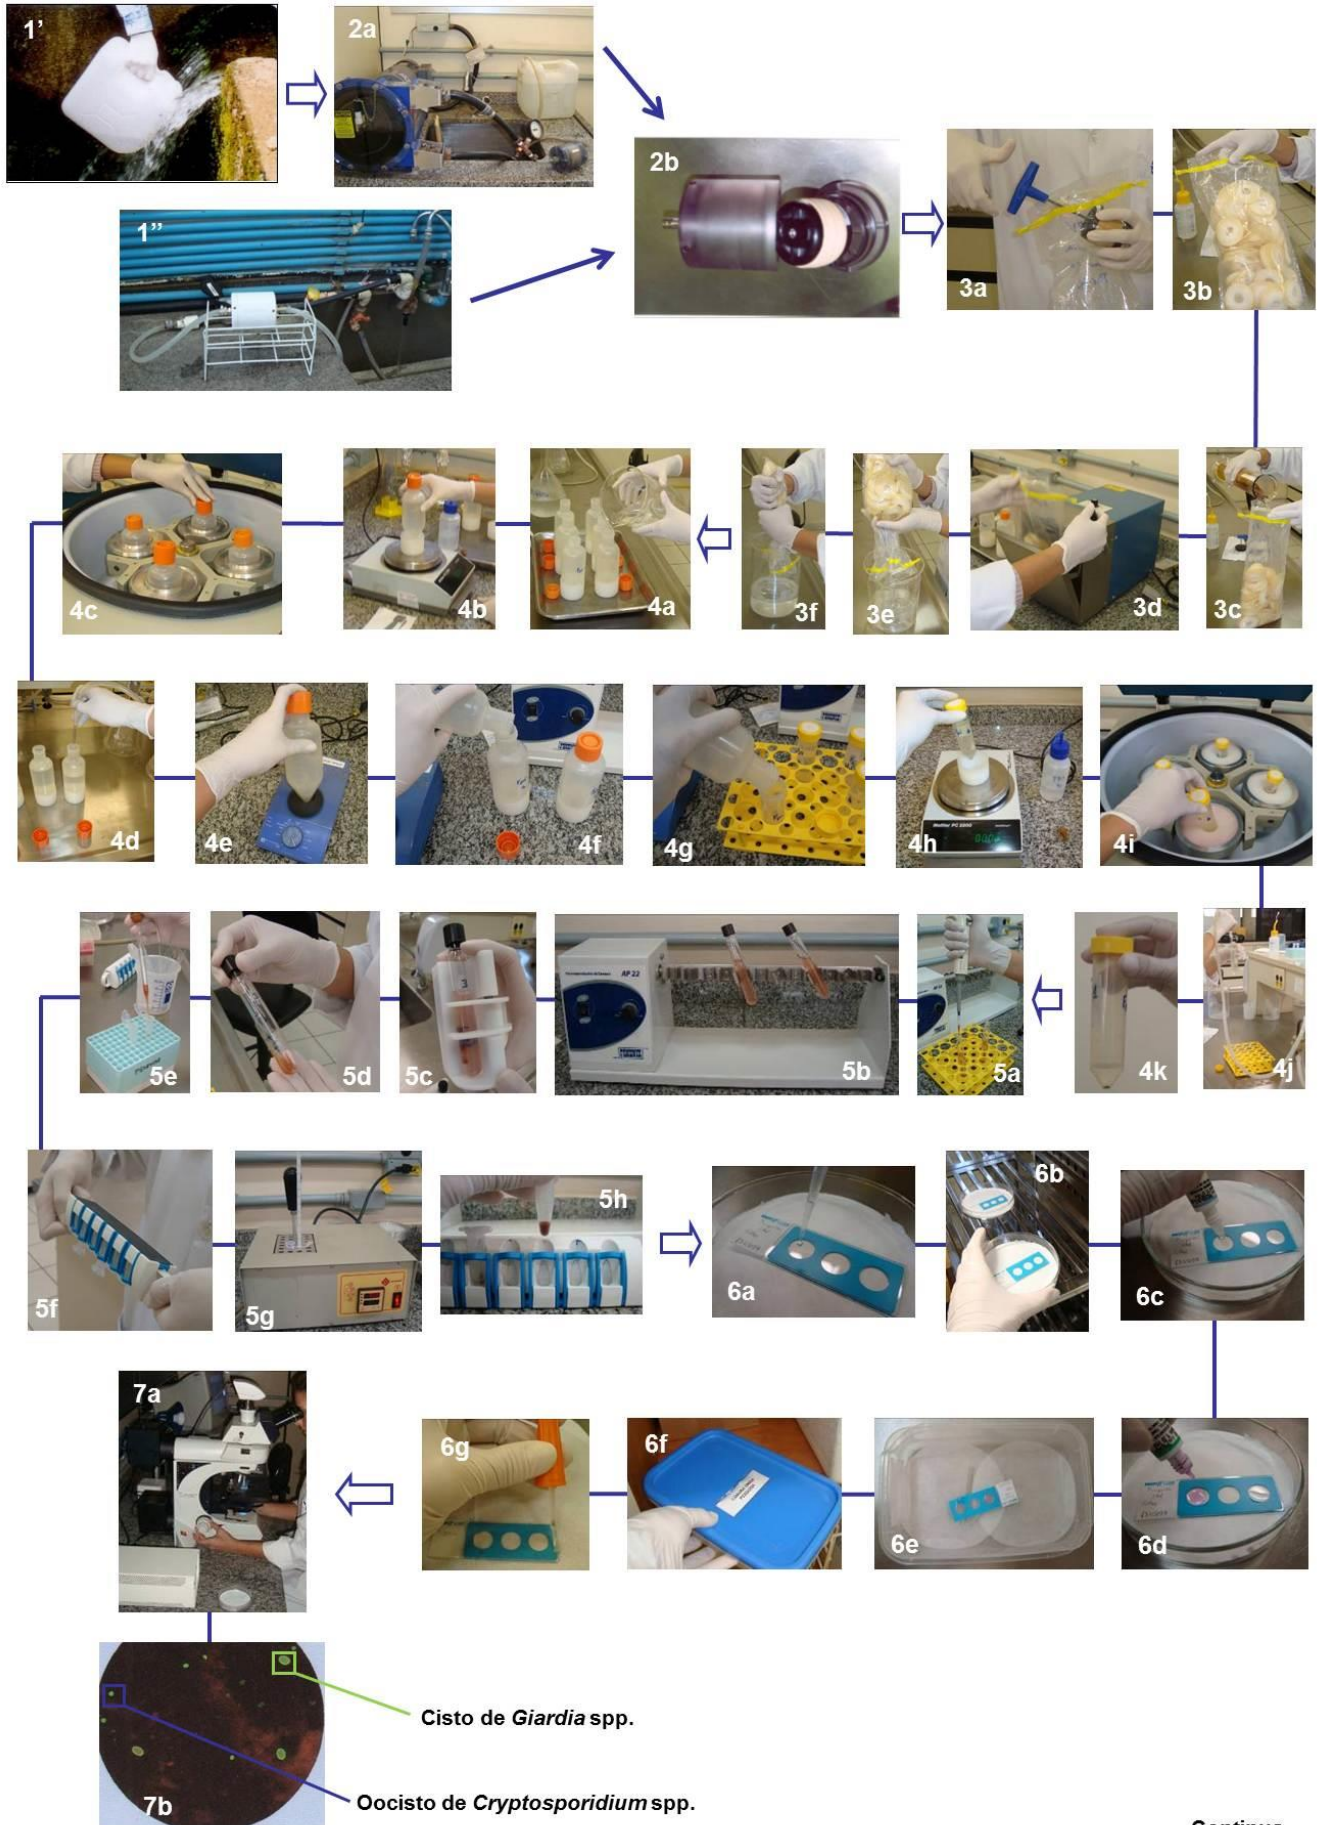 1’
2a
2b
1”
3a
3b
4c
4b
4a
3f
3e
3d
3c
4d
4e
4f
4g
4h
4i
5e
5d
5c
AP 22
5b
5a
4k
4j
5f
5g
5h
6a
6b
6c
7a
6g
6f
6e
6d
7b
Cisto de Giardia spp.
Oocisto de Cryptosporidium spp.